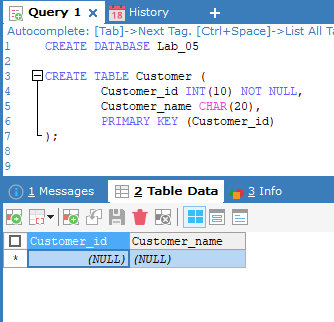 Query 1
History
18
+
Autocomplete: [Tab]->Next Tag. [Ctrl+Space]->List All Ta
1 CREATE DATABASE Lab_05
2
3 CREATE TABLE Customer (
4 Customer_id INT(10) NOT NULL,
5 Customer_name CHAR(20),
6 PRIMARY KEY (Customer_id)
7 );
8
9
1 Messages 2 Table Data 3 Info
Customer_id Customer_name
* (NULL) (NULL)